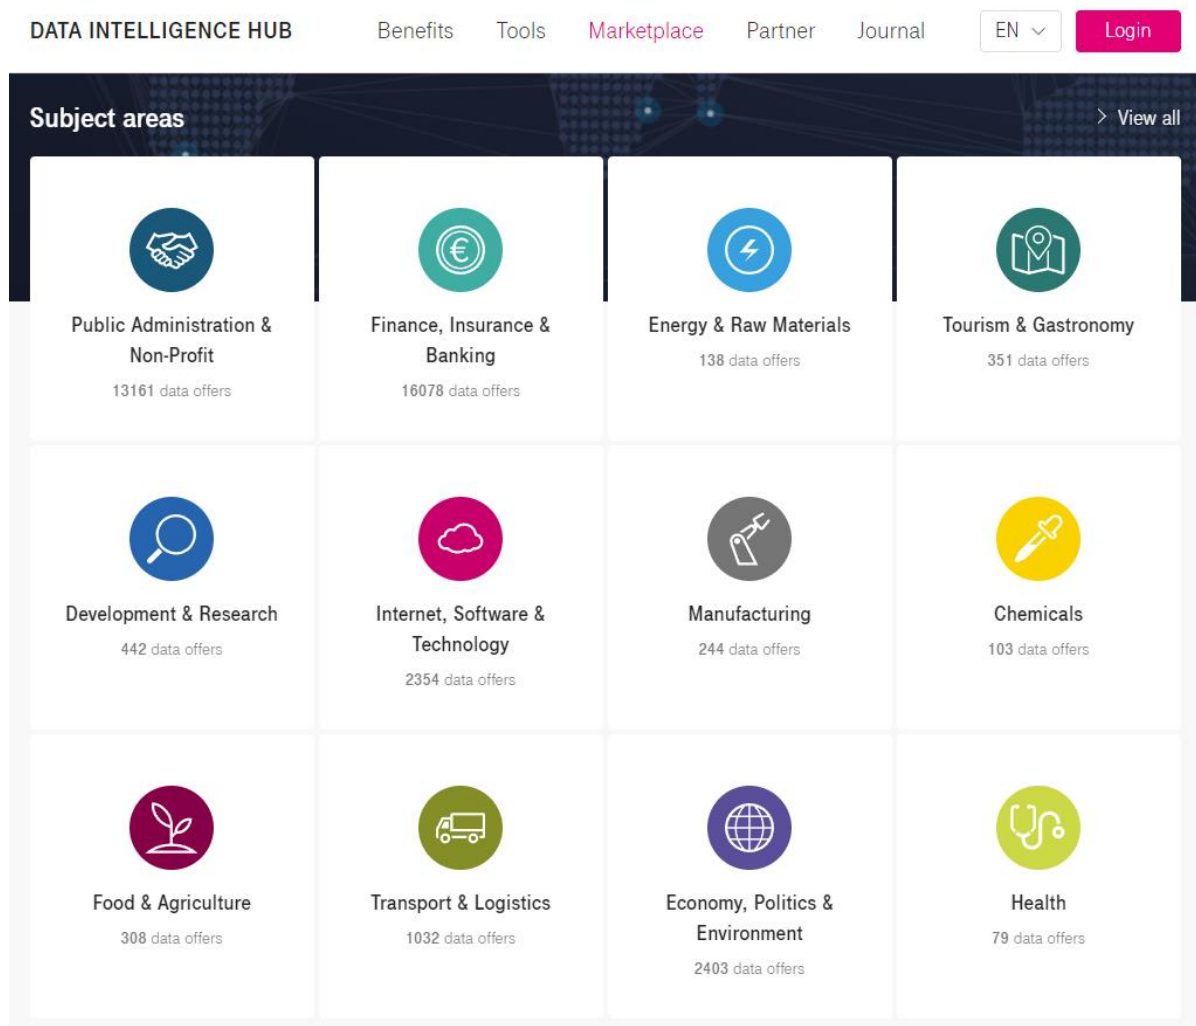 DATA INTELLIGENCE HUB Benefits Tools Marketplace Partner Journal EN Login
Subject areas
View all
Public Administration &
Non-Profit
13161 data offers
Finance, Insurance &
Banking
16078 data offers
Energy & Raw Materials
138 data offers
Tourism & Gastronomy
351 data offers
Development & Research
442 data offers
Internet, Software &
Technology
2354 data offers
Manufacturing
244 data offers
Chemicals
103 data offers
Food & Agriculture
308 data offers
Transport & Logistics
1032 data offers
Economy, Politics &
Environment
2403 data offers
Health
79 data offers